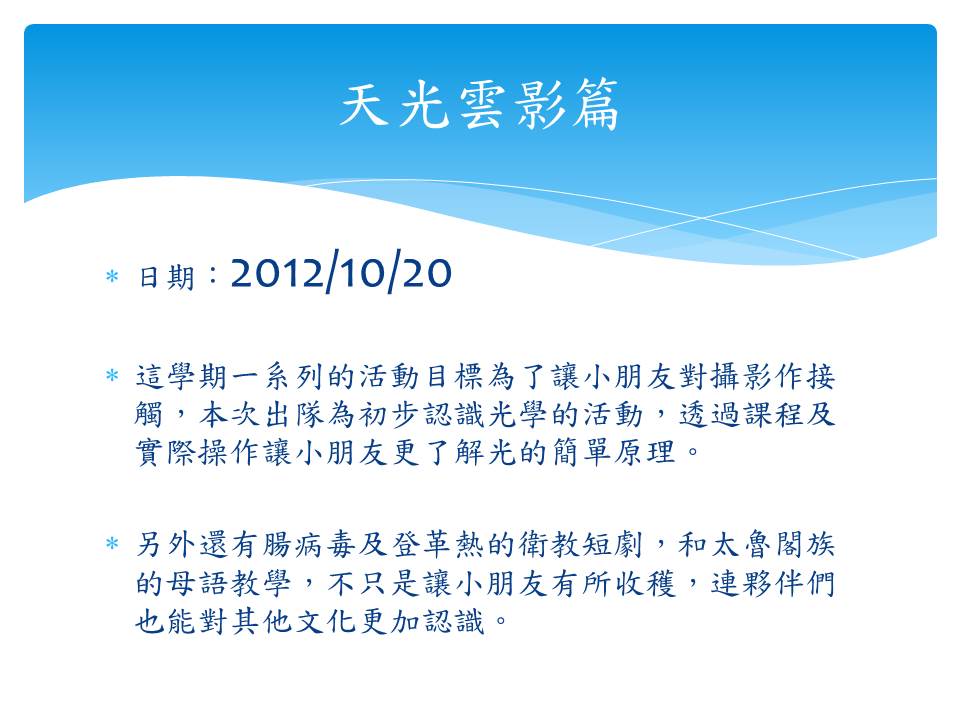 天光雲影篇
* 日期：2012/10/20
* 這學期一系列的活動目標為了讓小朋友對攝影作接
觸，本次出隊為初步認識光學的活動，透過課程及
實際操作讓小朋友更了解光的簡單原理。
* 另外還有腸病毒及登革熱的衛教短劇，和太魯閣族
的母語教學，不只是讓小朋友有所收穫，連夥伴們
也能對其他文化更加認識。